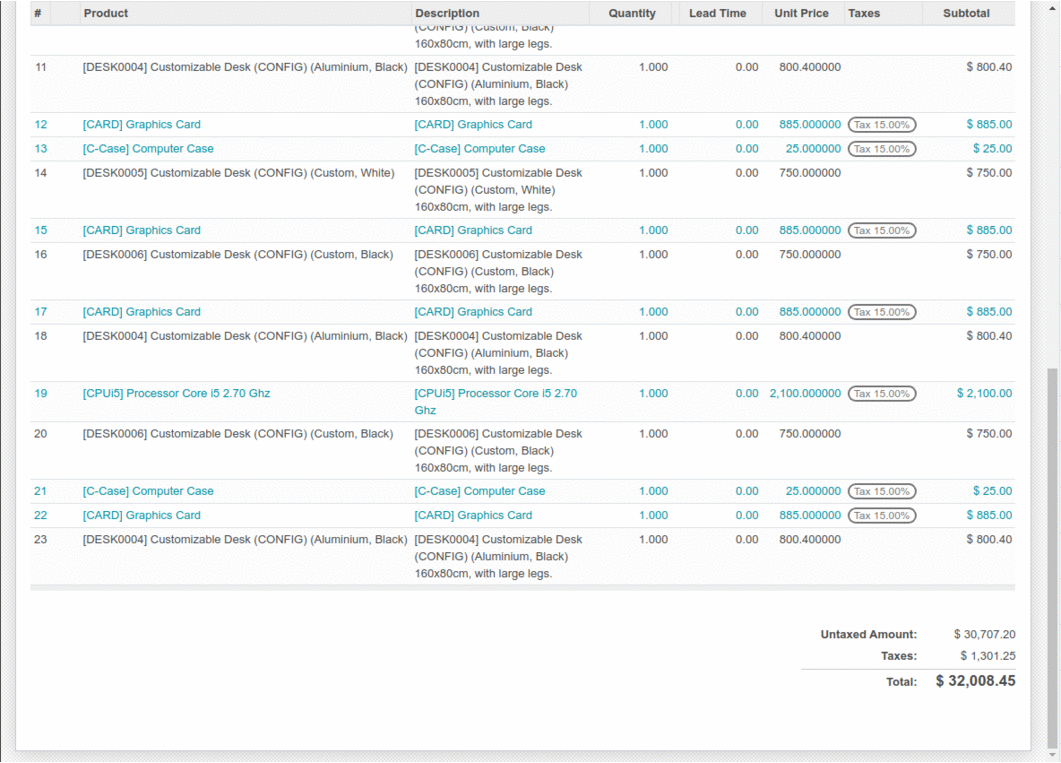 # Product Description Quantity Lead Time Unit Price Taxes Subtotal
(CONFIG) (Custom, Black)
160x80cm, with large legs.
11 [DESK0004] Customizable Desk (CONFIG) (Aluminium, Black) [DESK0004] Customizable Desk 1.000 0.00 800.400000 $ 800.40
(CONFIG) (Aluminium, Black)
160x80cm, with large legs.
12 [CARD] Graphics Card [CARD] Graphics Card 1.000 0.00 885.000000 Tax 15.00% $ 885.00
13 [C-Case] Computer Case [C-Case] Computer Case 1.000 0.00 25.000000 Tax 15.00% $ 25.00
14 [DESK0005] Customizable Desk (CONFIG) (Custom, White) [DESK0005] Customizable Desk 1.000 0.00 750.000000 $ 750.00
(CONFIG) (Custom, White)
160x80cm, with large legs.
15 [CARD] Graphics Card [CARD] Graphics Card 1.000 0.00 885.000000 Tax 15.00% $ 885.00
16 [DESK0006] Customizable Desk (CONFIG) (Custom, Black) [DESK0006] Customizable Desk 1.000 0.00 750.000000 $ 750.00
(CONFIG) (Custom, Black)
160x80cm, with large legs.
17 [CARD] Graphics Card [CARD] Graphics Card 1.000 0.00 885.000000 Tax 15.00% $ 885.00
18 [DESK0004] Customizable Desk (CONFIG) (Aluminium, Black) [DESK0004] Customizable Desk 1.000 0.00 800.400000 $ 800.40
(CONFIG) (Aluminium, Black)
160x80cm, with large legs.
19 [CPUi5] Processor Core i5 2.70 Ghz [CPUi5] Processor Core i5 2.70 1.000 0.00 2,100.000000 Tax 15.00% $ 2,100.00
Ghz
20 [DESK0006] Customizable Desk (CONFIG) (Custom, Black) [DESK0006] Customizable Desk 1.000 0.00 750.000000 $ 750.00
(CONFIG) (Custom, Black)
160x80cm, with large legs.
21 [C-Case] Computer Case [C-Case] Computer Case 1.000 0.00 25.000000 Tax 15.00% $ 25.00
22 [CARD] Graphics Card [CARD] Graphics Card 1.000 0.00 885.000000 Tax 15.00% $ 885.00
23 [DESK0004] Customizable Desk (CONFIG) (Aluminium, Black) [DESK0004] Customizable Desk 1.000 0.00 800.400000 $ 800.40
(CONFIG) (Aluminium, Black)
160x80cm, with large legs.
Untaxed Amount: $ 30,707.20
Taxes: $ 1,301.25
Total: $ 32,008.45